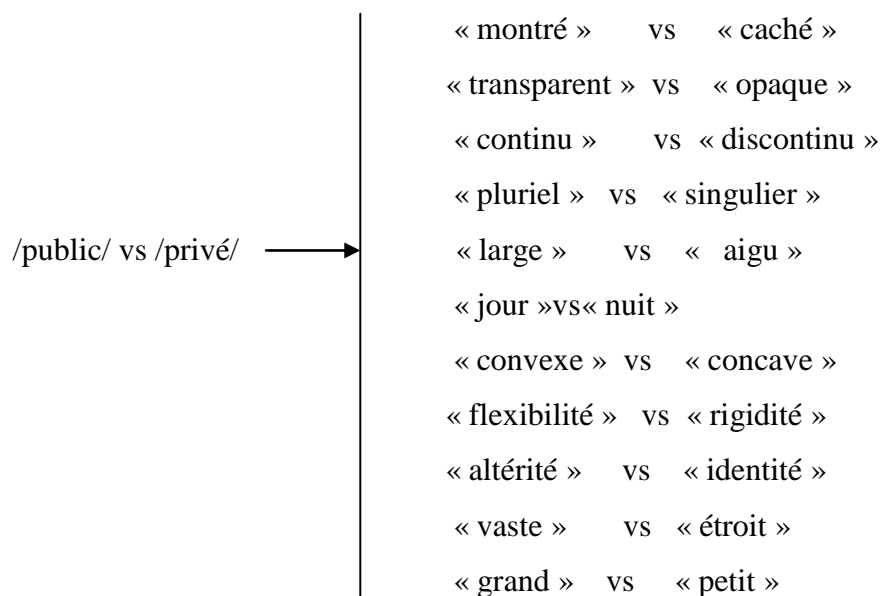 « montré » vs « caché »
« transparent » vs « opaque »
« continu » vs « discontinu »
« pluriel » vs « singulier »
/public/ vs /privé/ « large » vs « aigu »
« jour »vs« nuit »
« convexe » vs « concave »
« flexibilité » vs « rigidité »
« altérité » vs « identité »
« vaste » vs « étroit »
« grand » vs « petit »